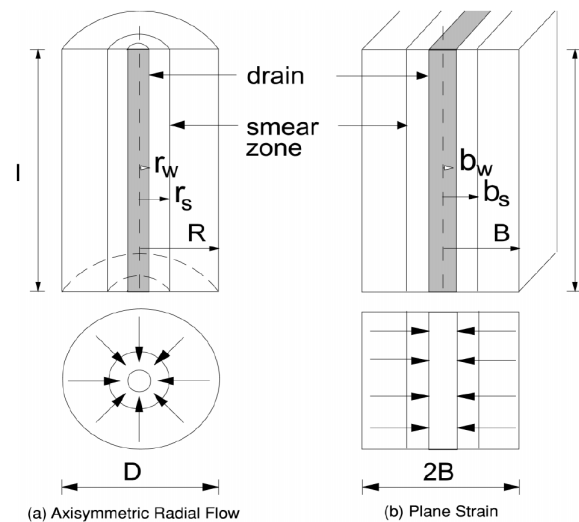 drain
smear
zone
l
r_w
r_s
R
b_w
b_s
B
D
2B
(a) Axisymmetric Radial Flow
(b) Plane Strain